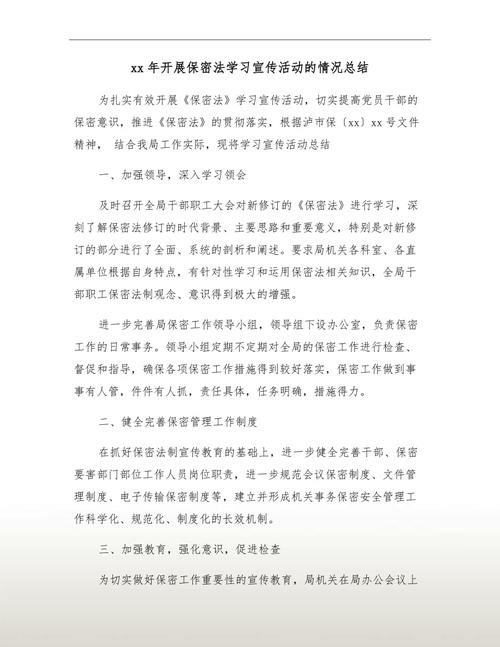 xx 年开展保密法学习宣传活动的情况总结
为扎实有效开展《保密法》学习宣传活动，切实提高党员干部的
保密意识，推进《保密法》的贯彻落实，根据泸市保〔xx〕xx 号文件
精神， 结合我局工作实际，现将学习宣传活动总结
一、加强领导，深入学习领会
及时召开全局干部职工大会对新修订的《保密法》进行学习，深
刻了解保密法修订的时代背景、主要思路和重要意义，特别是对新修
订的部分进行了全面、系统的剖析和阐述。要求局机关各科室、各直
属单位根据自身特点，有针对性学习和运用保密法相关知识，全局干
部职工保密法制观念、意识得到极大的增强。
进一步完善局保密工作领导小组，领导组下设办公室，负责保密
工作的日常事务。领导小组定期不定期对全局的保密工作进行检查、
督促和指导，确保各项保密工作措施得到较好落实，保密工作做到事
事有人管，件件有人抓，责任具体，任务明确，措施得力。
二、健全完善保密管理工作制度
在抓好保密法制宣传教育的基础上，进一步健全完善干部、保密
要害部门部位工作人员岗位职责，进一步规范会议保密制度、文件管
理制度、电子传输保密制度等，建立并形成机关事务保密安全管理工
作科学化、规范化、制度化的长效机制。
三、加强教育，强化意识，促进检查
为切实做好保密工作重要性的宣传教育，局机关在局办公会议上